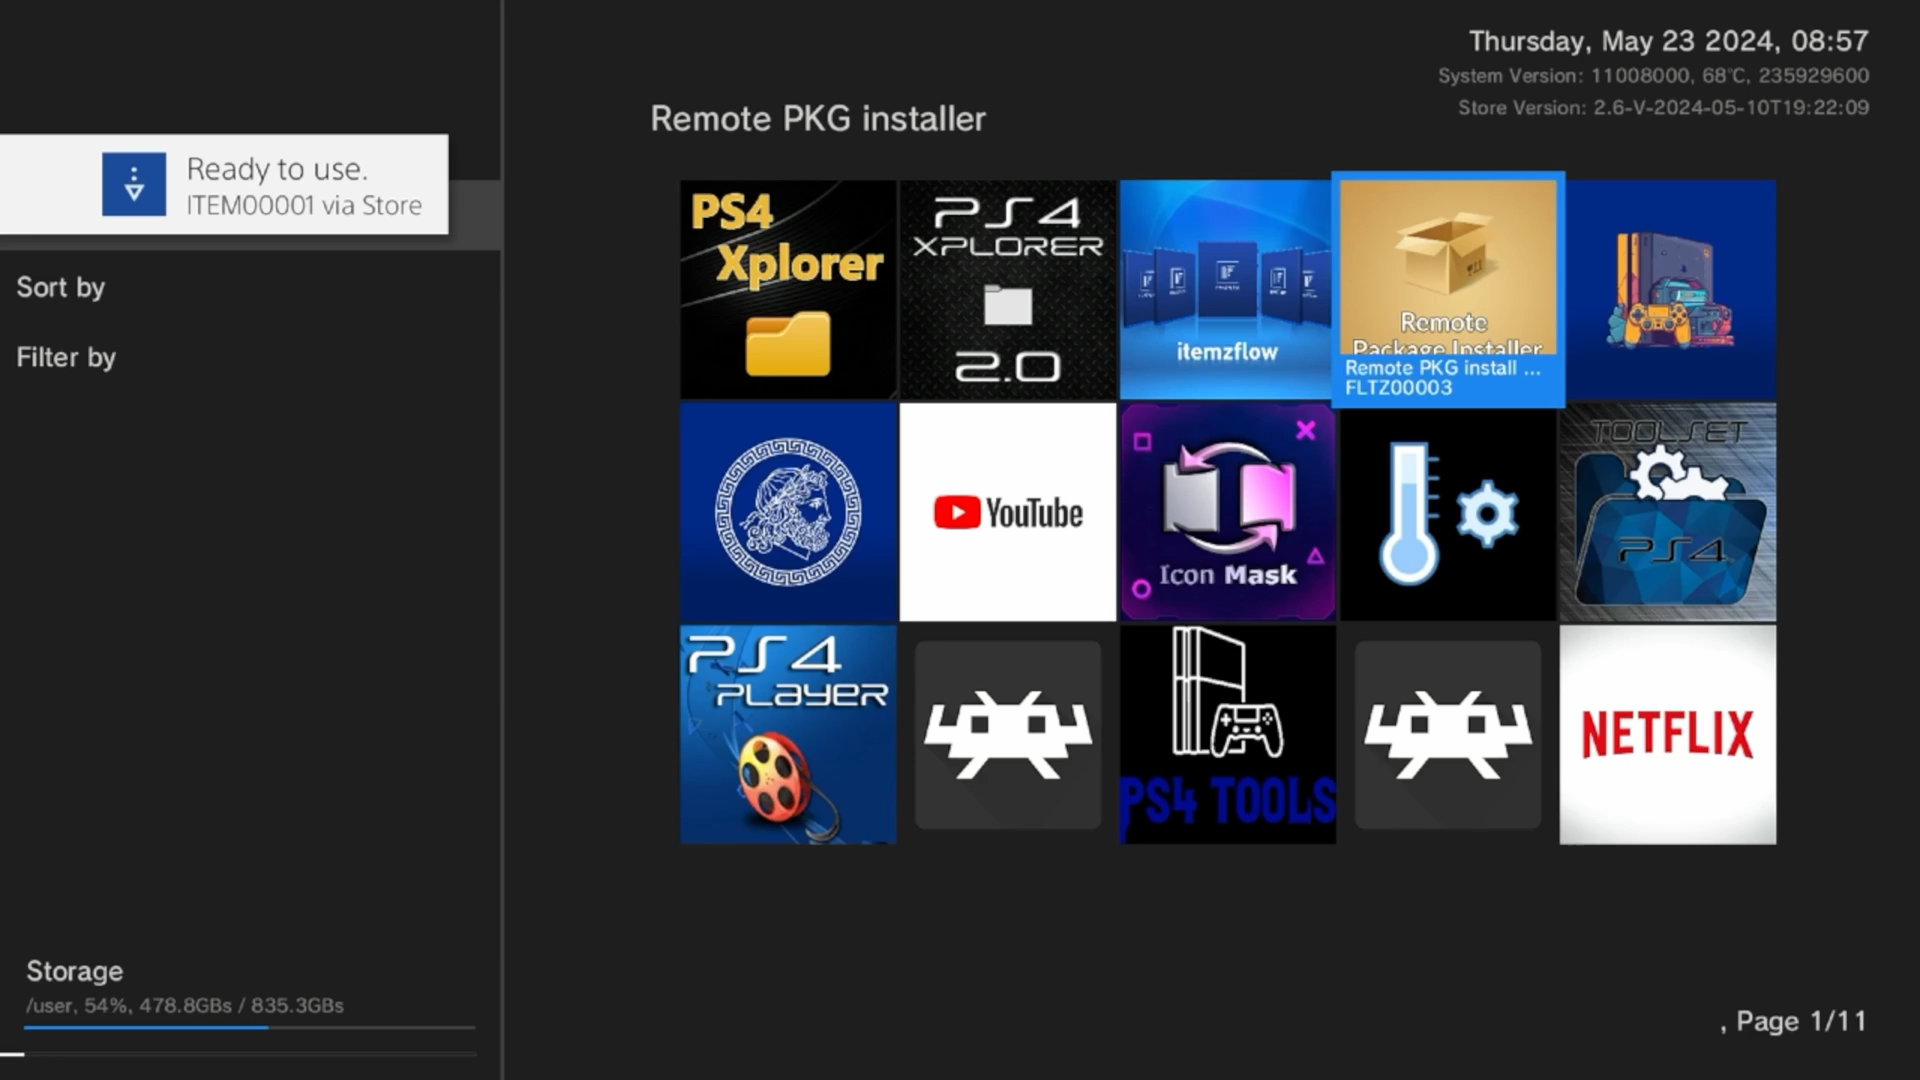 Thursday, May 23 2024, 08:57
System Version: 11008000, 68°C, 235929600
Store Version: 2.6-V-2024-05-10T19:22:09
Remote PKG installer
Ready to use.
ITEM00001 via Store
Sort by
Filter by
PS4
Xplorer
PS4
XPLORER
2.0
itemzflow
Remote
Package Installer
Remote PKG install ...
FLTZ00003
YouTube
Icon Mask
TOOLSET
PS4
PS4
PLAYER
PS4 TOOLS
NETFLIX
Storage
/user, 54%, 478.8GBs / 835.3GBs
, Page 1/11